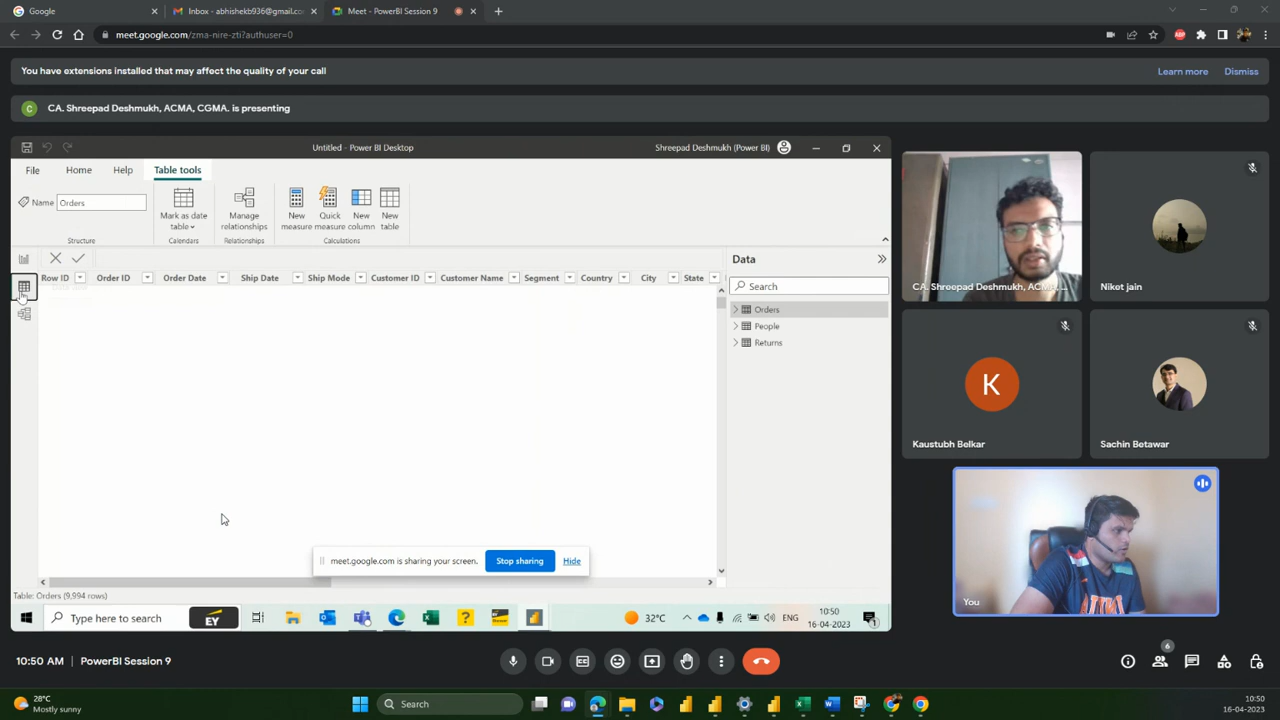 Google
Inbox - abhishekb936@gmail.co
Meet - PowerBI Session 9
meet.google.com/zma-nire-zti?authuser=0
ABP
You have extensions installed that may affect the quality of your call
Learn more
Dismiss
C
CA. Shreepad Deshmukh, ACMA, CGMA. is presenting
Untitled - Power BI Desktop
Shreepad Deshmukh (Power BI)
File
Home
Help
Table tools
Name
Orders
Mark as date
table
Manage
relationships
New
measure
Quick
measure
New
column
New
table
Structure
Calendars
Relationships
Calculations
Row ID
Order ID
Order Date
Ship Date
Ship Mode
Customer ID
Customer Name
Segment
Country
City
State
Data
Search
Orders
People
Returns
meet.google.com is sharing your screen.
Stop sharing
Hide
Table: Orders (9,994 rows)
Type here to search
EY
32°C
ENG
10:50
16-04-2023
1
CA. Shreepad Deshmukh, ACMA, ...
Niket jain
K
Kaustubh Belkar
Sachin Betawar
You
10:50 AM
PowerBI Session 9
6
28°C
Mostly sunny
Search
10:50
16-04-2023